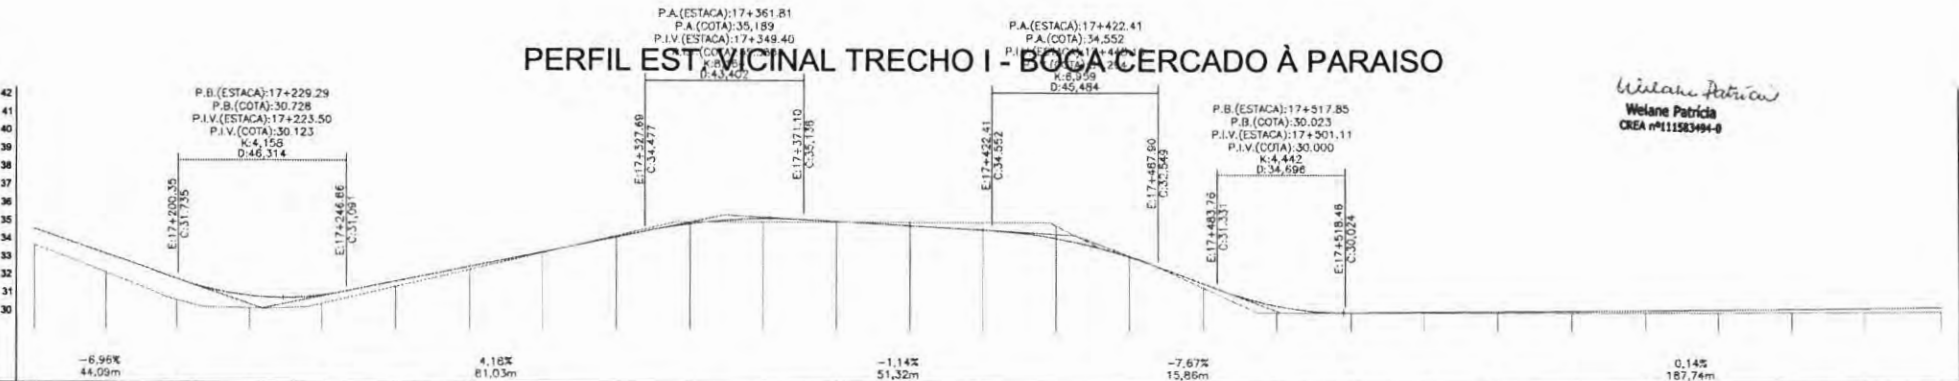 PERFIL EST. VICINAL TRECHO I - BOCA CERCADO À PARAISO
P.B.(ESTACA):17+229.29
P.B.(COTA):30.728
P.I.V.(ESTACA):17+223.50
P.I.V.(COTA):30.123
K:4,158
D:46,314
E:17+200.35
C:31.735
E:17+246.66
C:31,091
P.A.(ESTACA):17+361.81
P.A.(COTA):35,189
P.I.V.(ESTACA):17+349.40
D:43,402
E:17+327.69
C:34.477
E:17+371.10
C:35,136
P.A.(ESTACA):17+422.41
P.A.(COTA):34,552
K:6,959
D:45,484
E:17+422.41
C:34.552
E:17+467.90
C:32.549
P.B.(ESTACA):17+517.85
P.B.(COTA):30.023
P.I.V.(ESTACA):17+501.11
P.I.V.(COTA):30.000
K:4,442
D:34,696
E:17+483.76
C:31.331
E:17+518.46
C:30,024
Welane Patrícia
Welane Patrícia
CREA nº111583494-0
42
41
40
39
38
37
36
35
34
33
32
31
30
-6,96%
44,09m
4,16%
81,03m
-1,14%
51,32m
-7,67%
15,86m
0,14%
187,74m